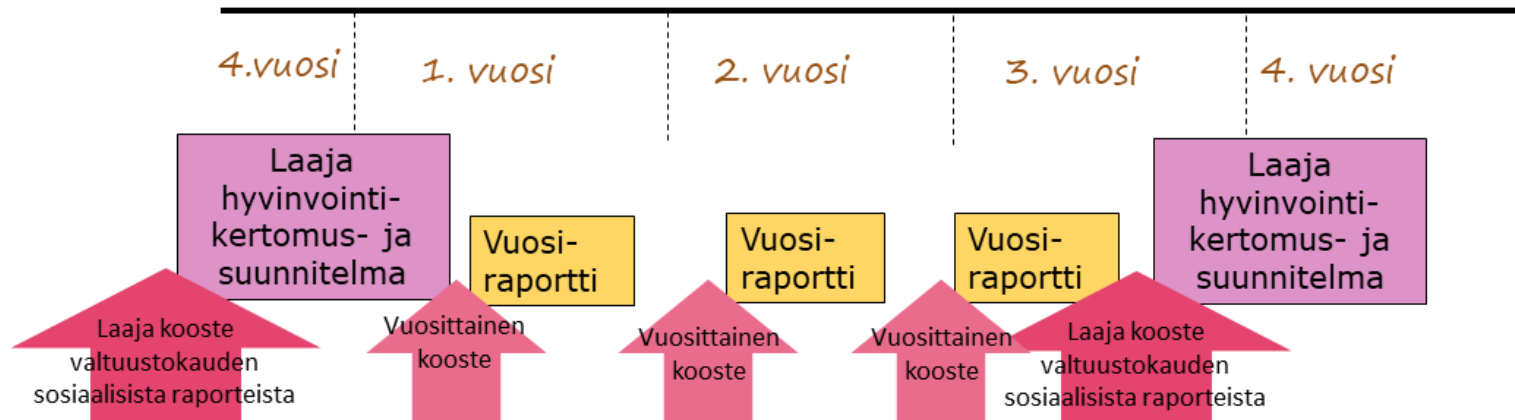 4.vuosi
1. vuosi
2. vuosi
3. vuosi
4. vuosi
Laaja
hyvinvointi-
kertomus- ja
suunnitelma
Vuosi-
raportti
Vuosi-
raportti
Vuosi-
raportti
Laaja
hyvinvointi-
kertomus- ja
suunnitelma
Laaja kooste
valtuustokauden
sosiaalisista raporteista
Vuosittainen
kooste
Vuosittainen
kooste
Vuosittainen
kooste
Laaja kooste
valtuustokauden
sosiaalisista raporteista